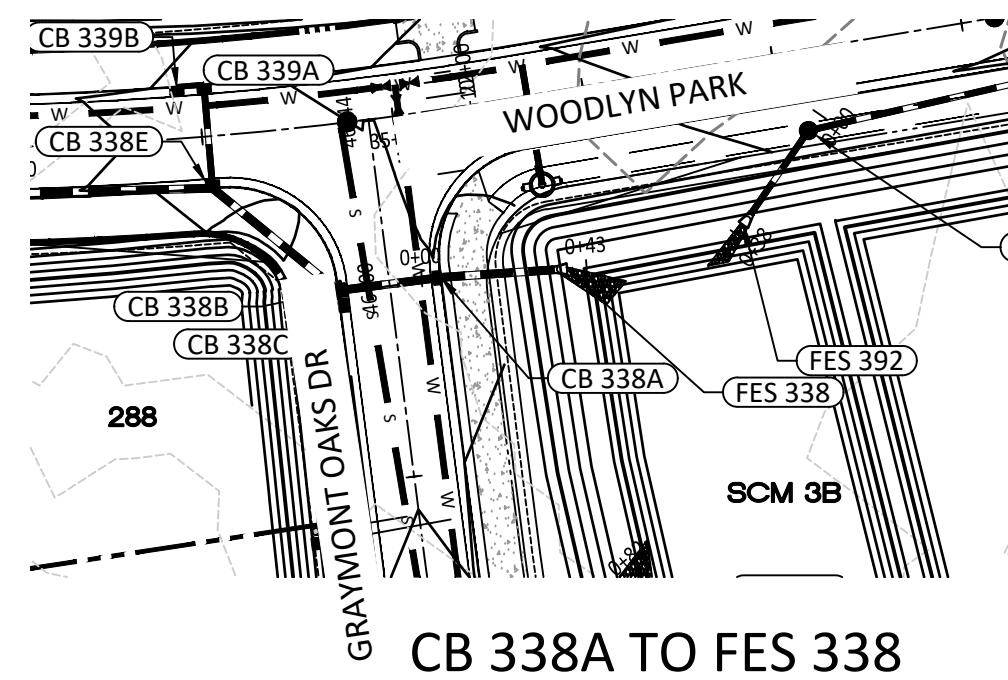 CB 339B
CB 339A
WOODLYN PARK
CB 338E
W
W
W
W
W
35+
0+00
0+43
S
CB 338B
CB 338C
CB 338A
FES 392
FES 338
288
SCM 3B
GRAYMONT OAKS DR
W
W
S
S
CB 338A TO FES 338